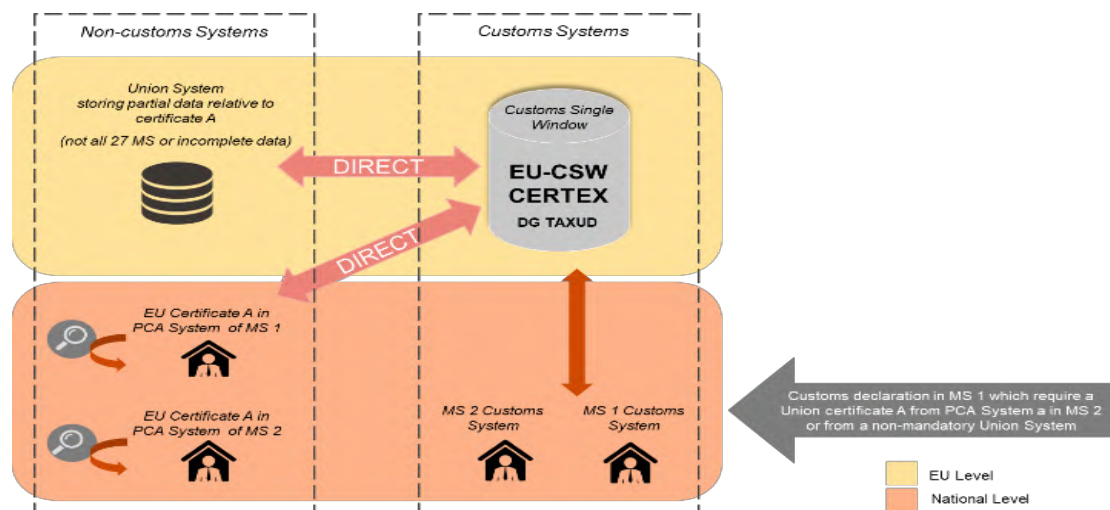 Non-customs Systems
Customs Systems
Union System
storing partial data relative to
certificate A
(not all 27 MS or incomplete data)
Customs Single
Window
DIRECT
EU-CSW
CERTEX
DG TAXUD
DIRECT
EU Certificate A in
PCA System of MS 1
EU Certificate A in
PCA System of MS 2
MS 2 Customs
System
MS 1 Customs
System
Customs declaration in MS 1 which require a
Union certificate A from PCA System a in MS 2
or from a non-mandatory Union System
EU Level
National Level